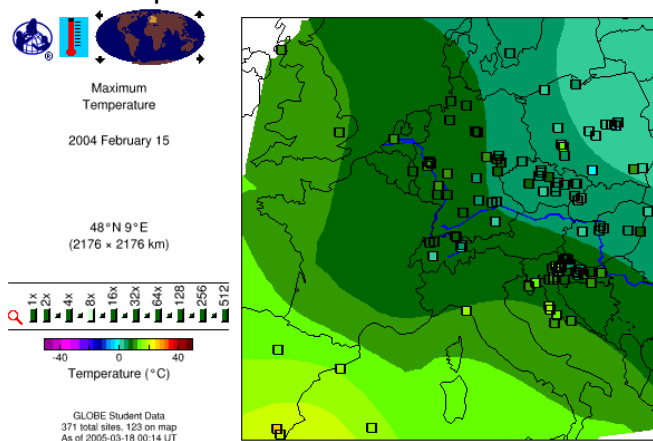 ®
Maximum
Temperature
2004 February 15
48°N 9°E
(2176 × 2176 km)
1x 2x 4x 8x 16x 32x 64x 128 256 512
-40 0 40
Temperature (°C)
GLOBE Student Data
371 total sites, 123 on map
As of 2005-03-18 00:14 UT